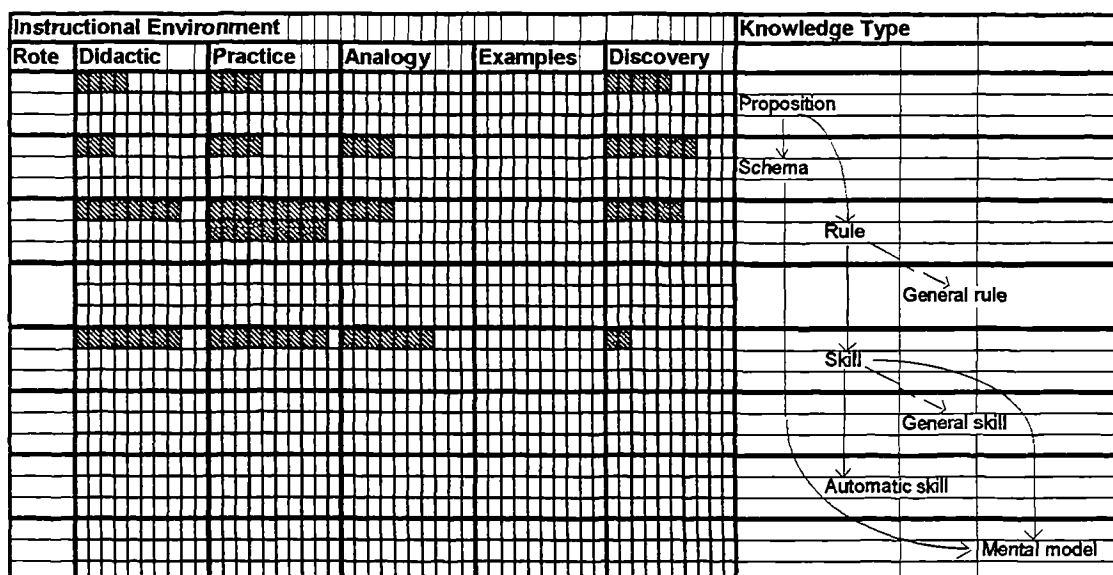 Instructional Environment Knowledge Type
Rote Didactic Practice Analogy Examples Discovery
Proposition
Schema
Rule
General rule
Skill
General skill
Automatic skill
Mental model